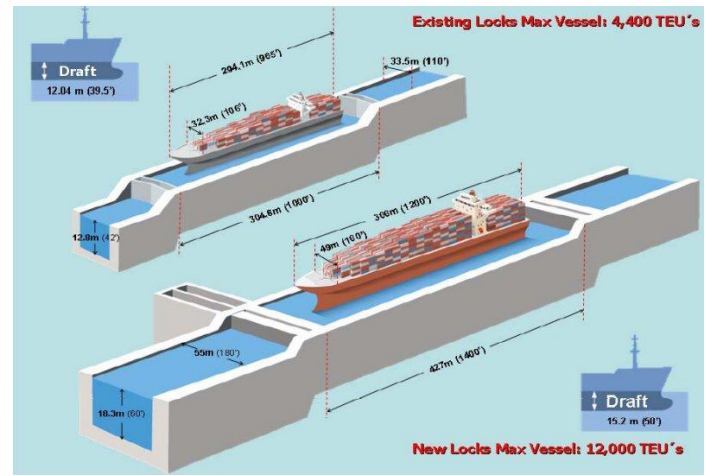 Existing Locks Max Vessel: 4,400 TEU´s
Draft
12.04 m (39.5')
294.1m (965')
33.5m (110')
32.3m (106')
304.8m (1000')
12.8m (42')
366m (1200')
49m (160')
55m (180')
427m (1400')
18.3m (60')
Draft
15.2 m (50')
New Locks Max Vessel: 12,000 TEU´s